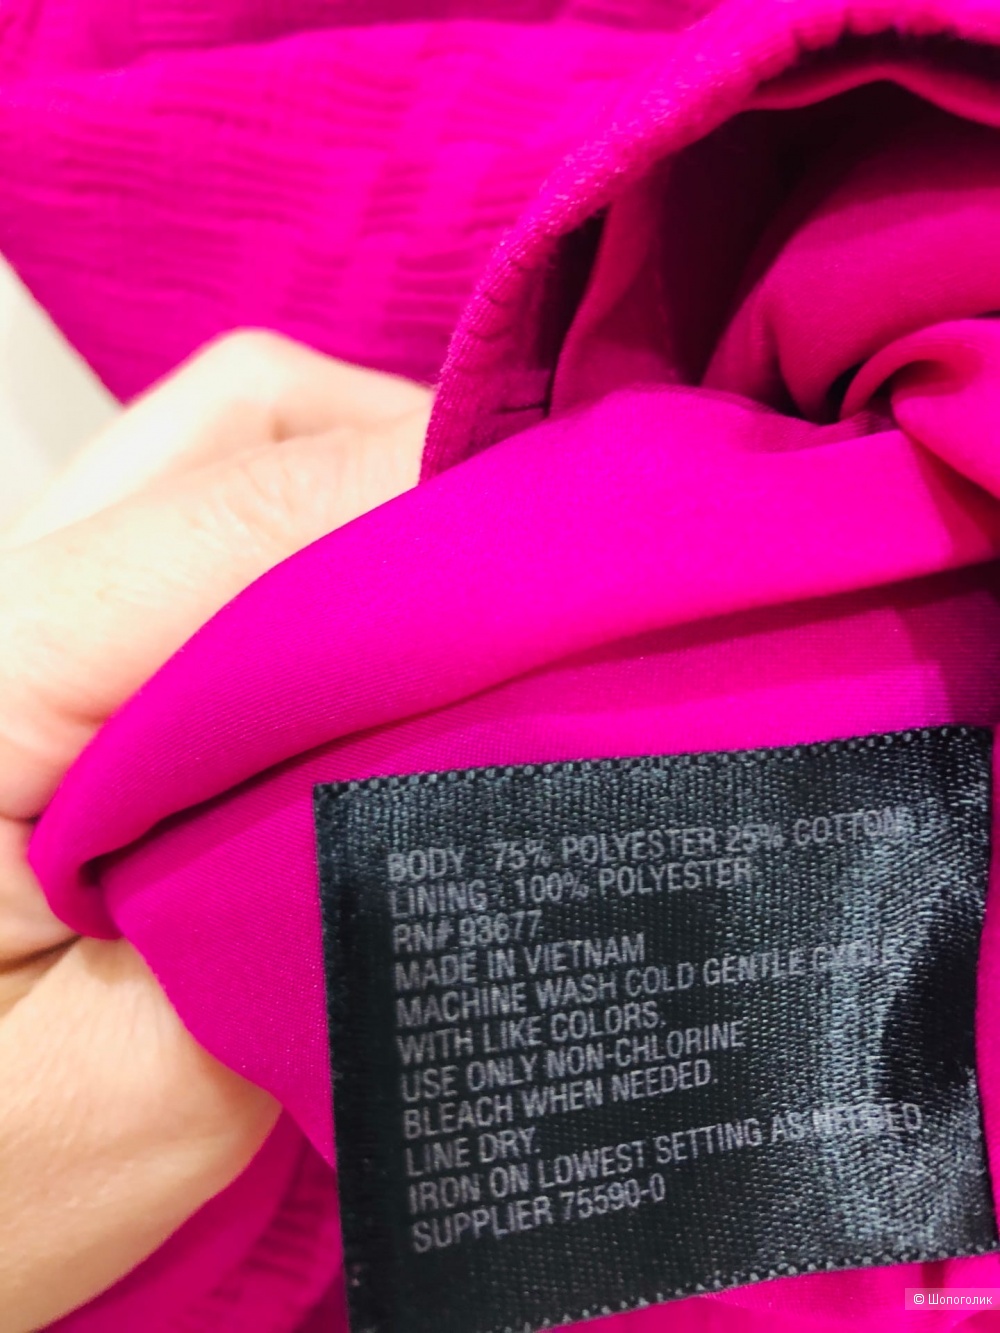 BODY 75% POLYESTER 25% COTTON
LINING 100% POLYESTER
RN# 93677
MADE IN VIETNAM
MACHINE WASH COLD GENTLE CYCLE
WITH LIKE COLORS.
USE ONLY NON-CHLORINE
BLEACH WHEN NEEDED.
LINE DRY.
IRON ON LOWEST SETTING AS NEEDED.
SUPPLIER 75590-0
© Шопоголик